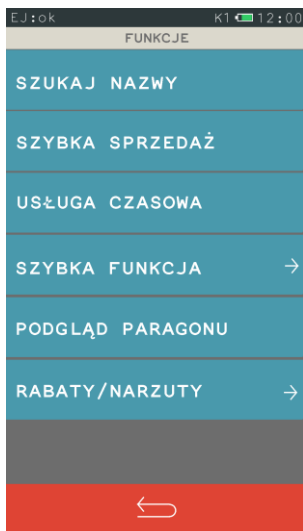 EJ:ok K1 12:00
FUNKCJE
SZUKAJ NAZWY
SZYBKA SPRZEDAŻ
USŁUGA CZASOWA
SZYBKA FUNKCJA
PODGLĄD PARAGONU
RABATY/NARZUTY